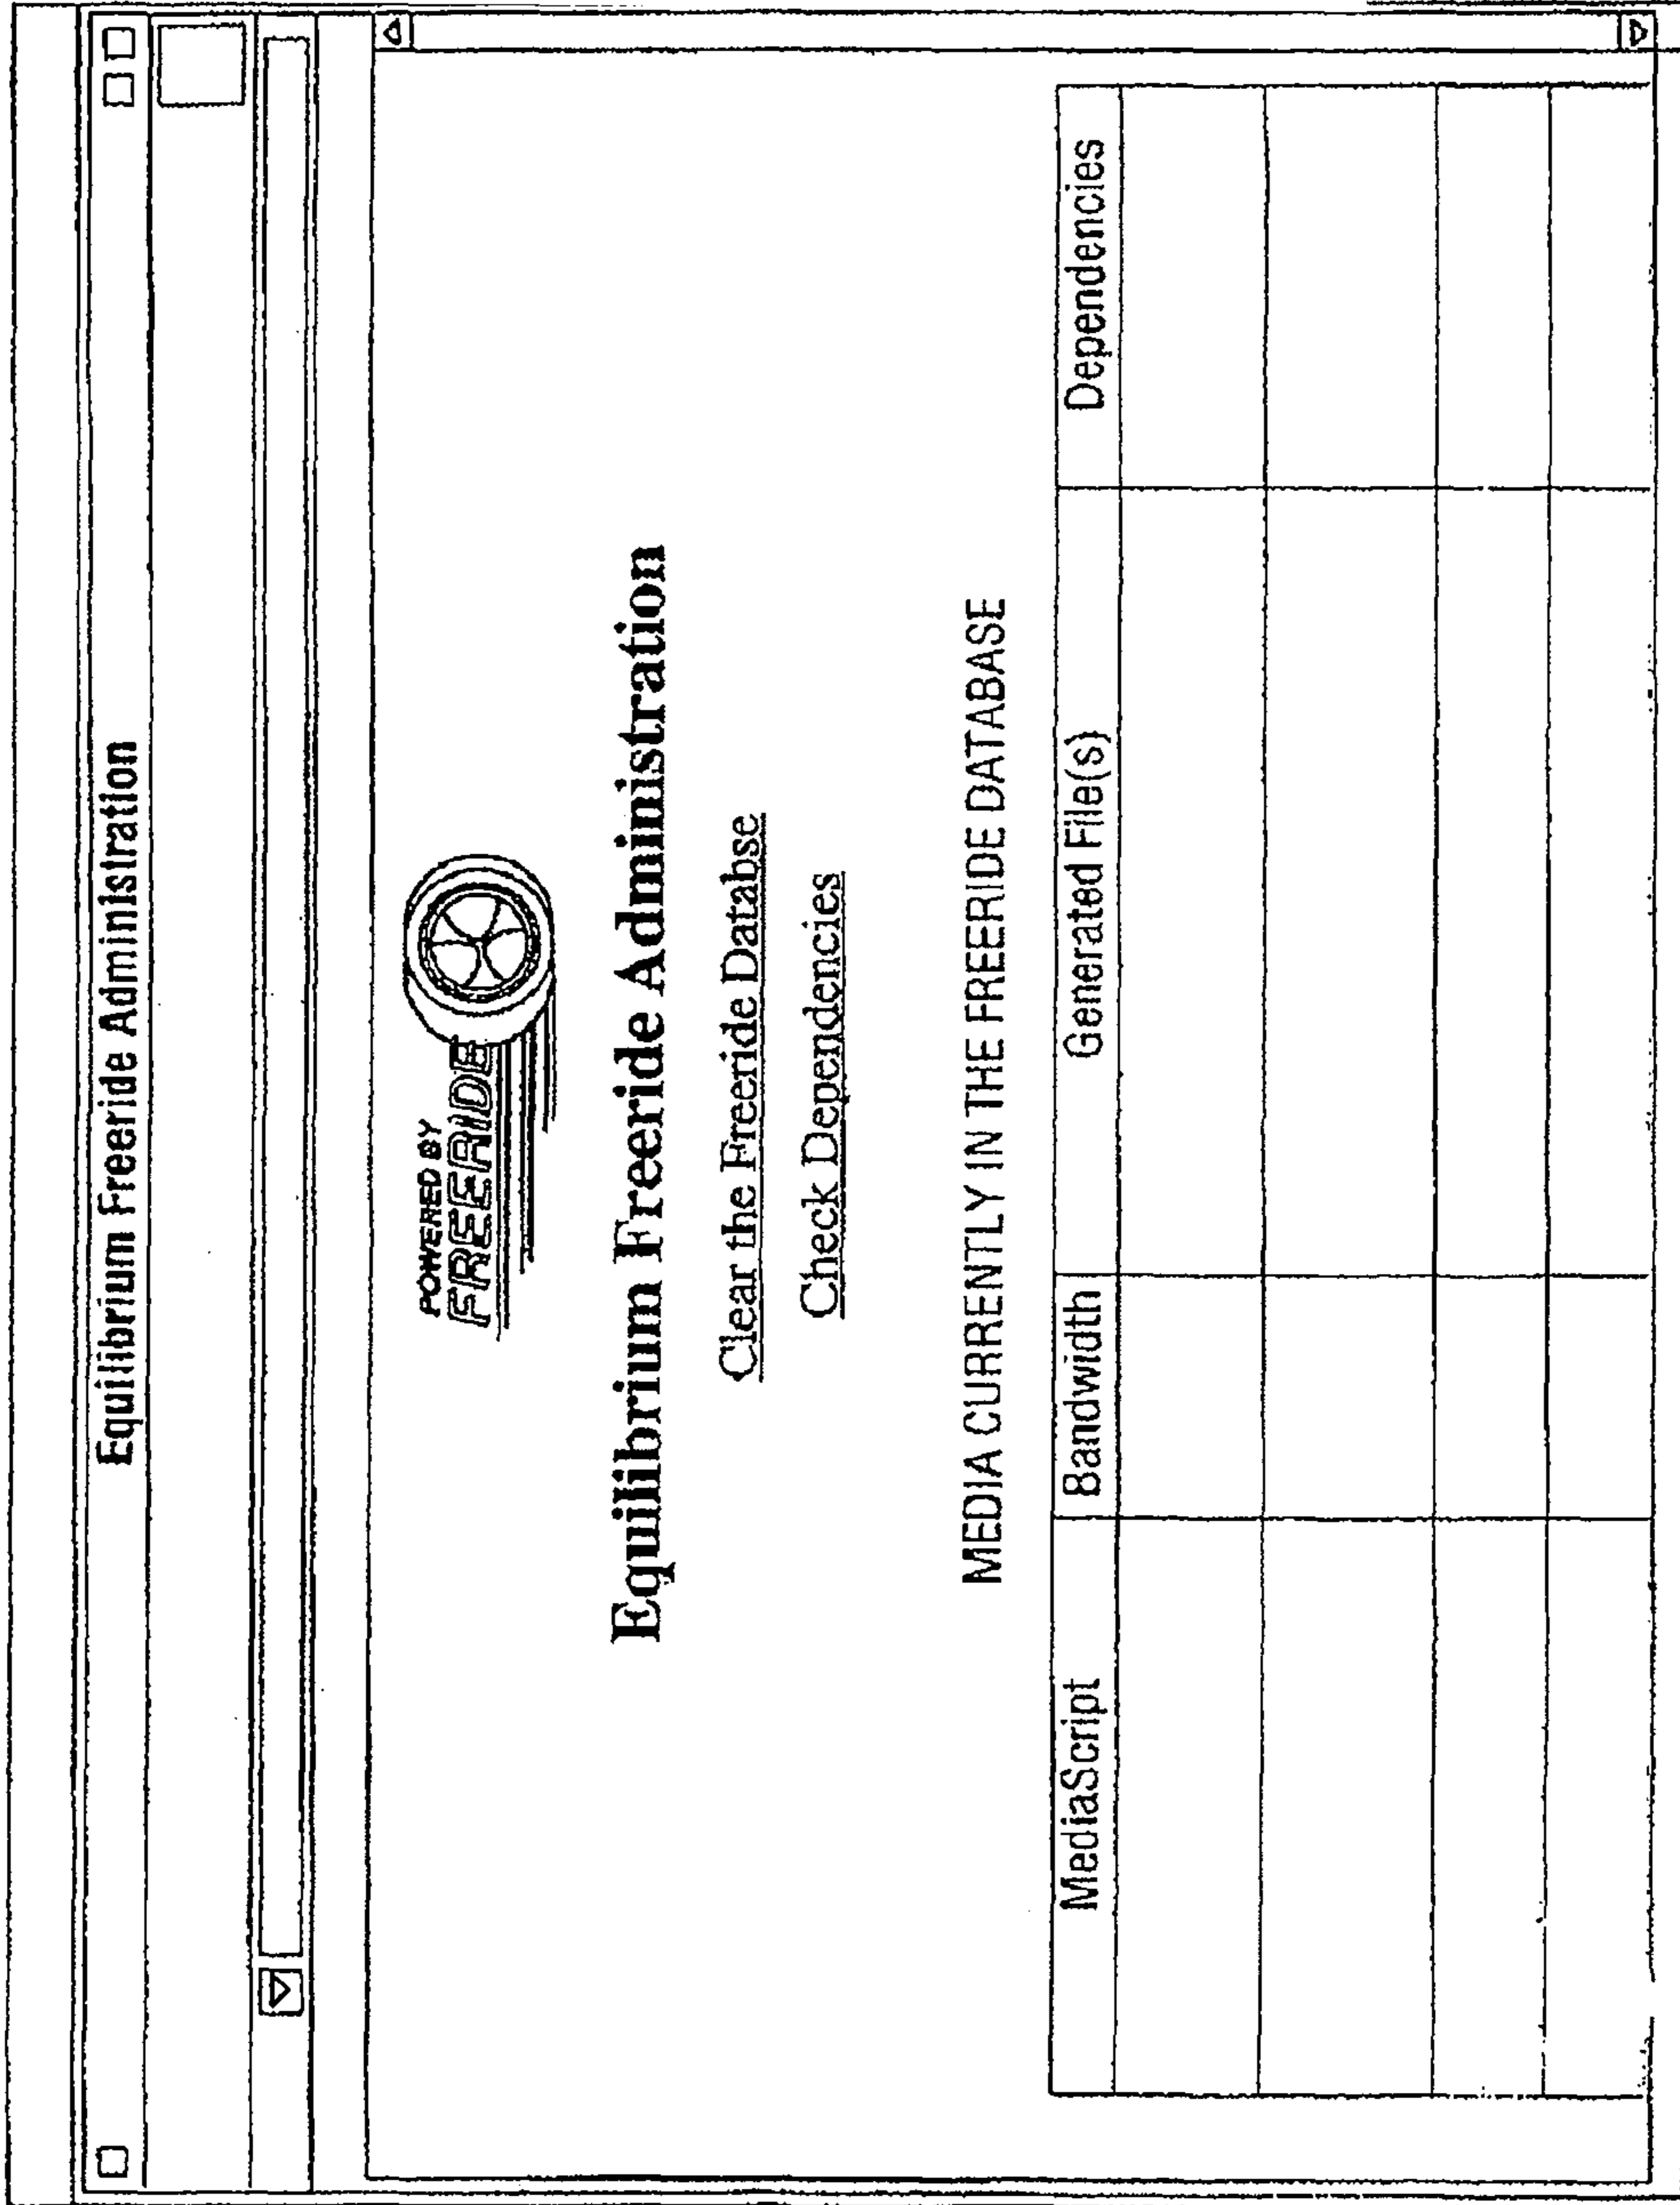 Equilibrium Freeride Administration
POWERED BY
FREERIDE
Equilibrium Freeride Administration
Clear the Freeride Databse
Check Dependencies
MEDIA CURRENTLY IN THE FREERIDE DATABASE
MediaScript Bandwidth Generated File(s) Dependencies